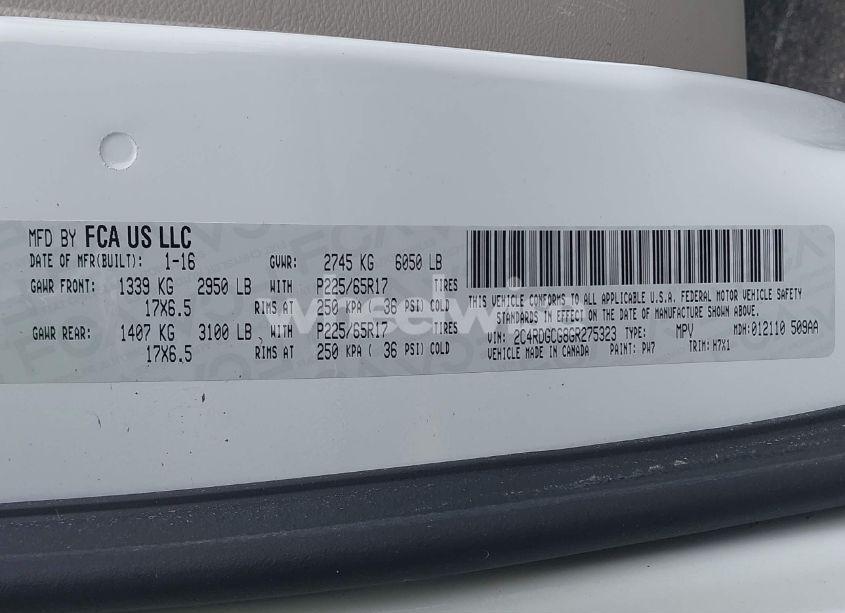 MFD BY FCA US LLC
DATE OF MFR(BUILT): 1-16 GVWR: 2745 KG 6050 LB
GAWR FRONT: 1339 KG 2950 LB WITH P225/65R17 TIRES
17X6.5 RIMS AT 250 KPA ( 36 PSI) COLD
GAWR REAR: 1407 KG 3100 LB WITH P225/65R17 TIRES
17X6.5 RIMS AT 250 KPA ( 36 PSI) COLD
THIS VEHICLE CONFORMS TO ALL APPLICABLE U.S.A. FEDERAL MOTOR VEHICLE SAFETY
STANDARDS IN EFFECT ON THE DATE OF MANUFACTURE SHOWN ABOVE.
VIN: 2C4RDGCG8GR275323 TYPE: MPV MDH: 012110 509AA
VEHICLE MADE IN CANADA PAINT: PW7 TRIM: H7X1